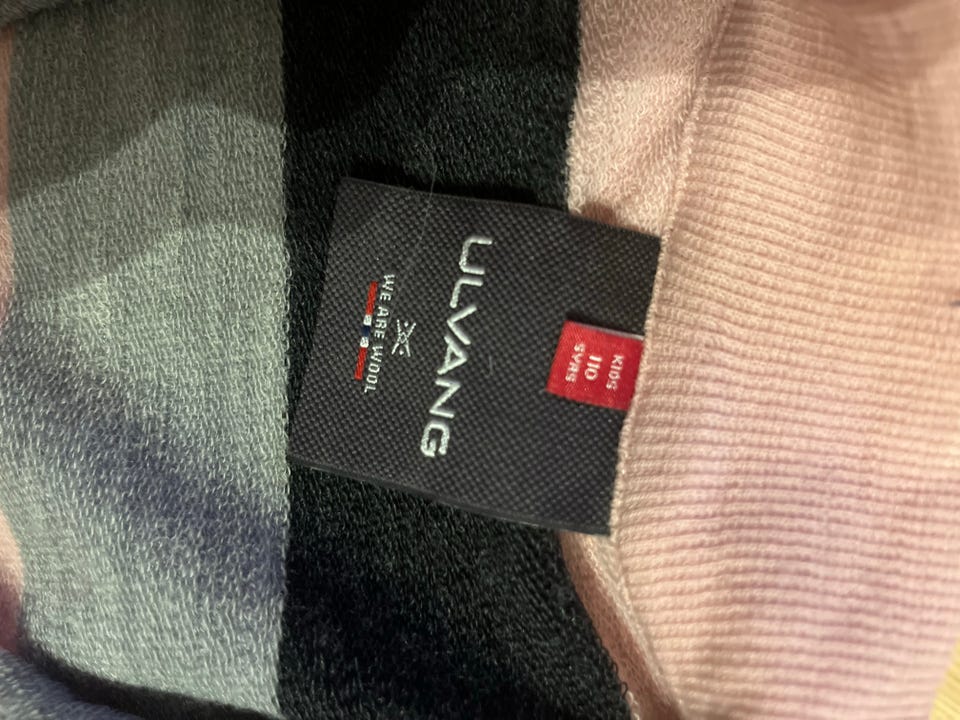 KIDS
110
5YRS
ULVANG
WE ARE WOOL